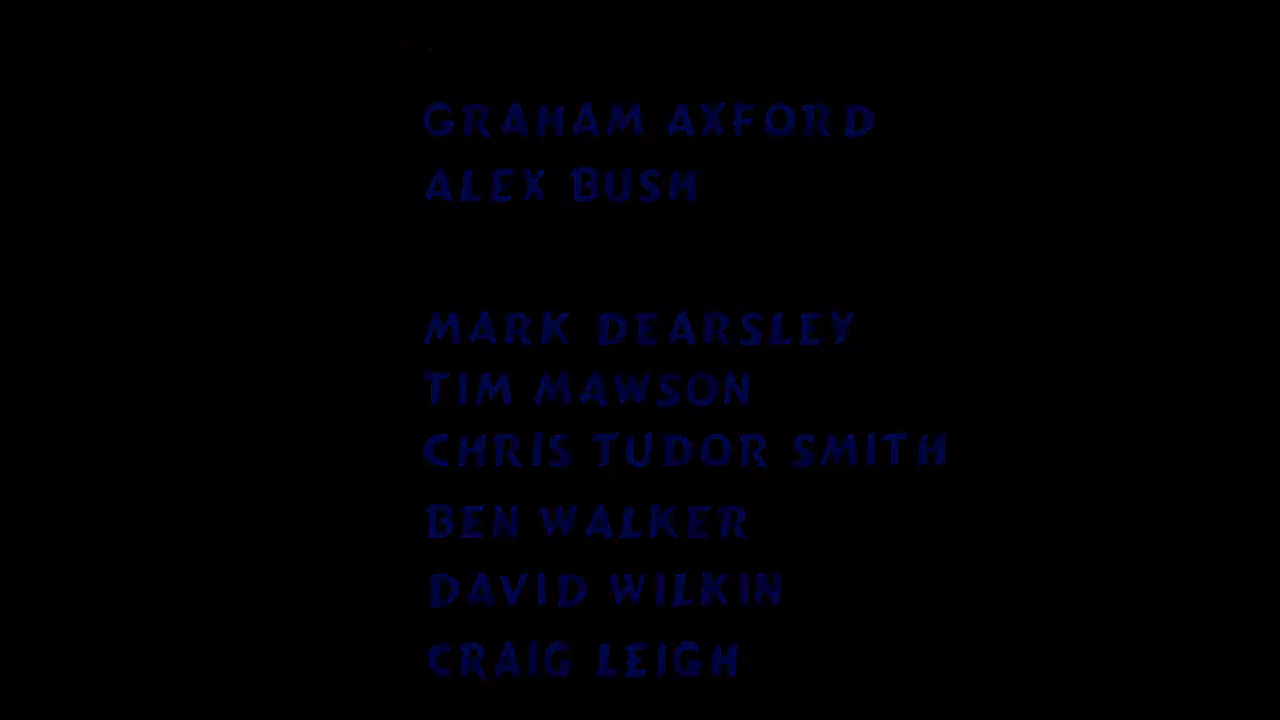 GRAHAM AXFORD
ALEX BUSH
MARK DEARSLEY
TIM MAWSON
CHRIS TUDOR SMITH
BEN WALKER
DAVID WILKIN
CRAIG LEIGH